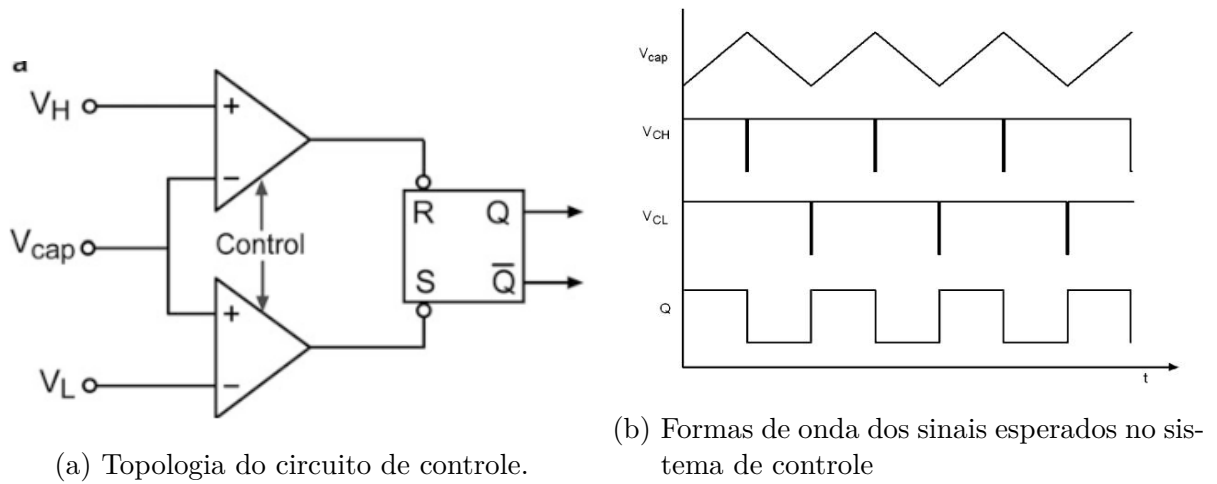 a
V_H
+
−
V_cap
Control
R Q
S Q̅
+
V_L
−
V_cap
V_CH
V_CL
Q
t
(a) Topologia do circuito de controle.
(b) Formas de onda dos sinais esperados no sis-
tema de controle